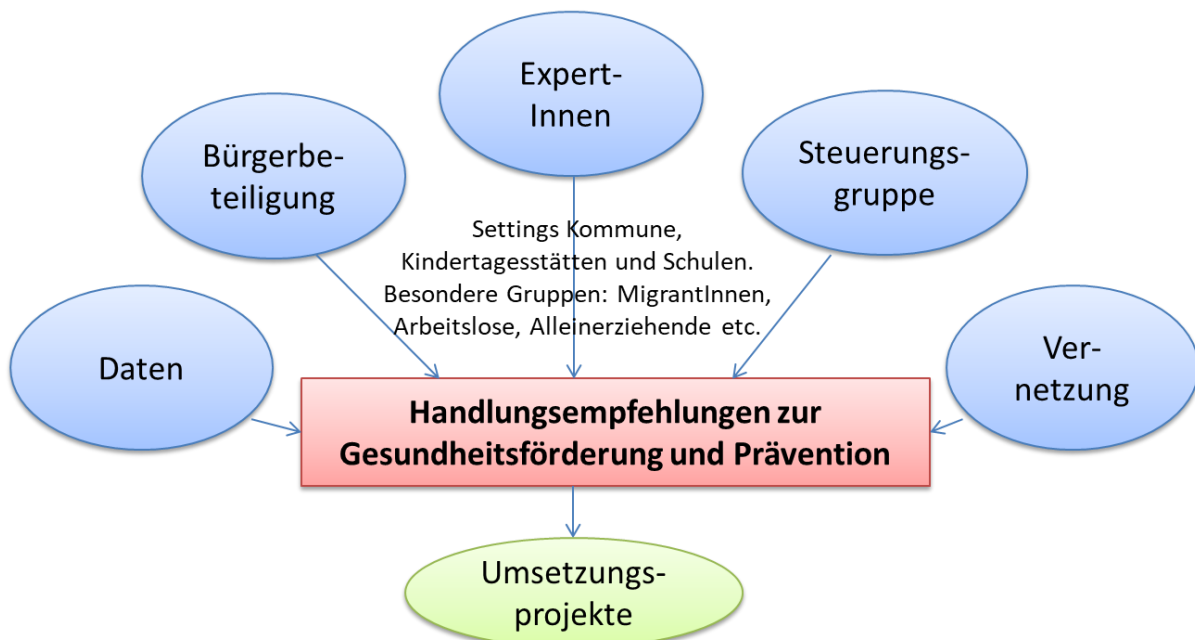 Expert-
Innen
Bürgerbe-
teiligung
Steuerungs-
gruppe
Settings Kommune,
Kindertagesstätten und Schulen.
Besondere Gruppen: MigrantInnen,
Arbeitslose, Alleinerziehende etc.
Daten
Ver-
netzung
Handlungsempfehlungen zur
Gesundheitsförderung und Prävention
Umsetzungs-
projekte